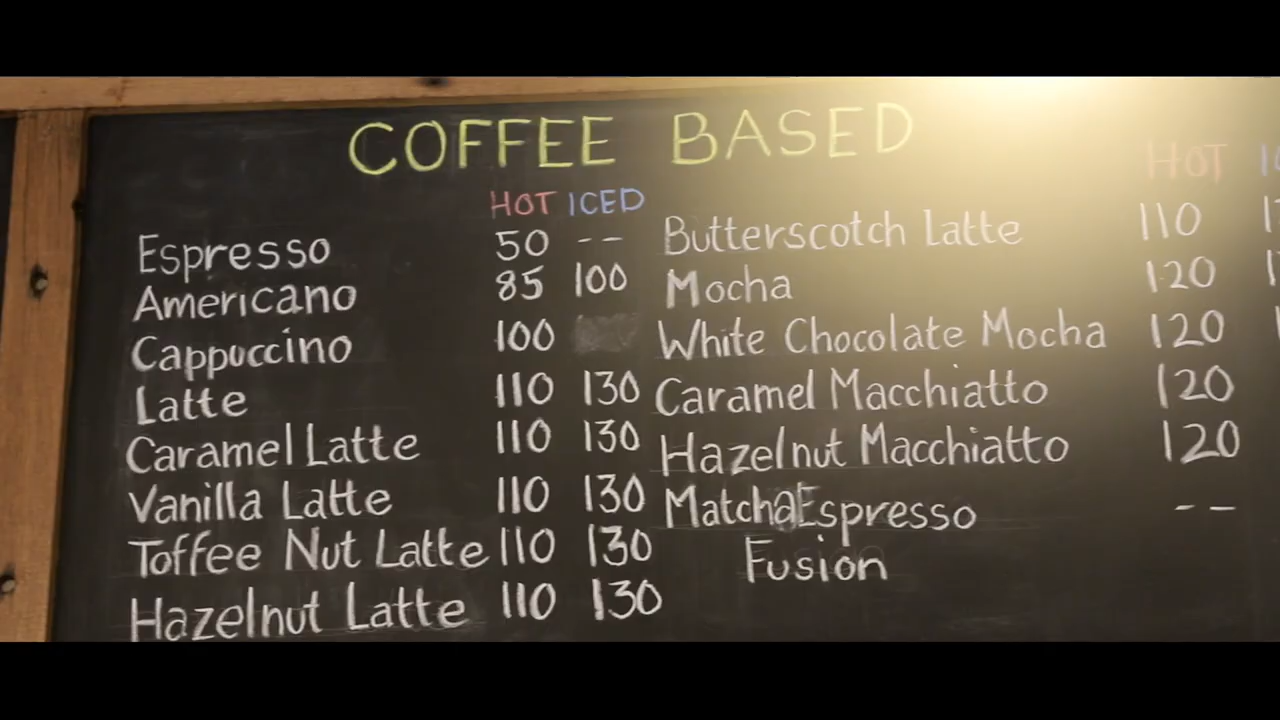 COFFEE BASED
HOT ICED
Espresso 50 --
Americano 85 100
Cappuccino 100
Latte 110 130
Caramel Latte 110 130
Vanilla Latte 110 130
Toffee Nut Latte 110 130
Hazelnut Latte 110 130
HOT
Butterscotch Latte 110
Mocha 120
White Chocolate Mocha 120
Caramel Macchiatto 120
Hazelnut Macchiatto 120
Matcha Espresso --
Fusion